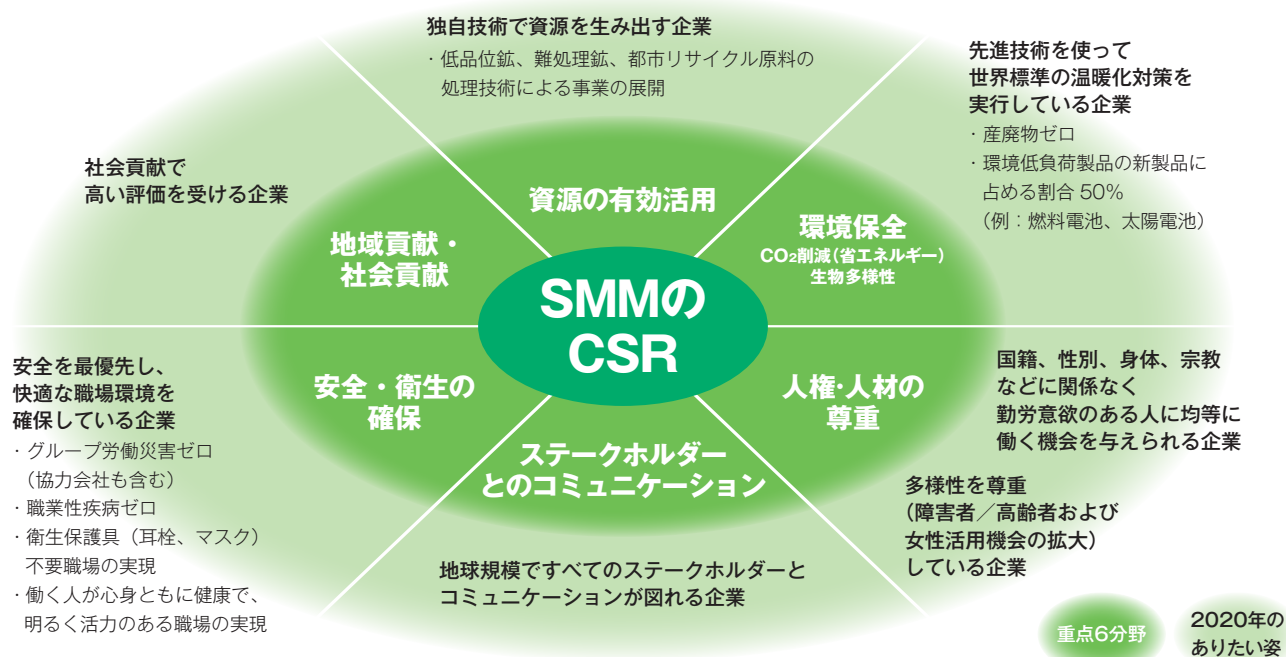 独自技術で資源を生み出す企業
・低品位鉱、難処理鉱、都市リサイクル原料の
処理技術による事業の展開
先進技術を使って
世界標準の温暖化対策を
実行している企業
・産廃物ゼロ
・環境低負荷製品の新製品に
占める割合 50%
（例：燃料電池、太陽電池）
社会貢献で
高い評価を受ける企業
資源の有効活用
環境保全
CO2削減（省エネルギー）
生物多様性
地域貢献・
社会貢献
SMMの
CSR
安全・衛生の
確保
人権・人材の
尊重
ステークホルダー
とのコミュニケーション
安全を最優先し、
快適な職場環境を
確保している企業
・グループ労働災害ゼロ
（協力会社も含む）
・職業性疾病ゼロ
・衛生保護具（耳栓、マスク）
不要職場の実現
・働く人が心身ともに健康で、
明るく活力のある職場の実現
国籍、性別、身体、宗教
などに関係なく
勤労意欲のある人に均等に
働く機会を与えられる企業
多様性を尊重
（障害者／高齢者および
女性活用機会の拡大）
している企業
地球規模ですべてのステークホルダーと
コミュニケーションが図れる企業
重点6分野
2020年の
ありたい姿